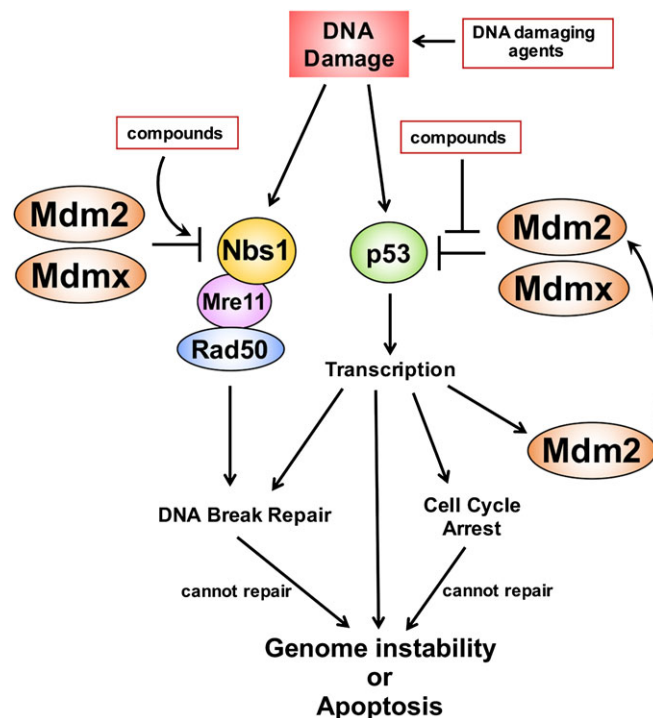 DNA
Damage
DNA damaging
agents
compounds
compounds
Mdm2
Mdmx
Nbs1
Mre11
Rad50
p53
Mdm2
Mdmx
Transcription
Mdm2
DNA Break Repair
Cell Cycle
Arrest
cannot repair
cannot repair
Genome instability
or
Apoptosis